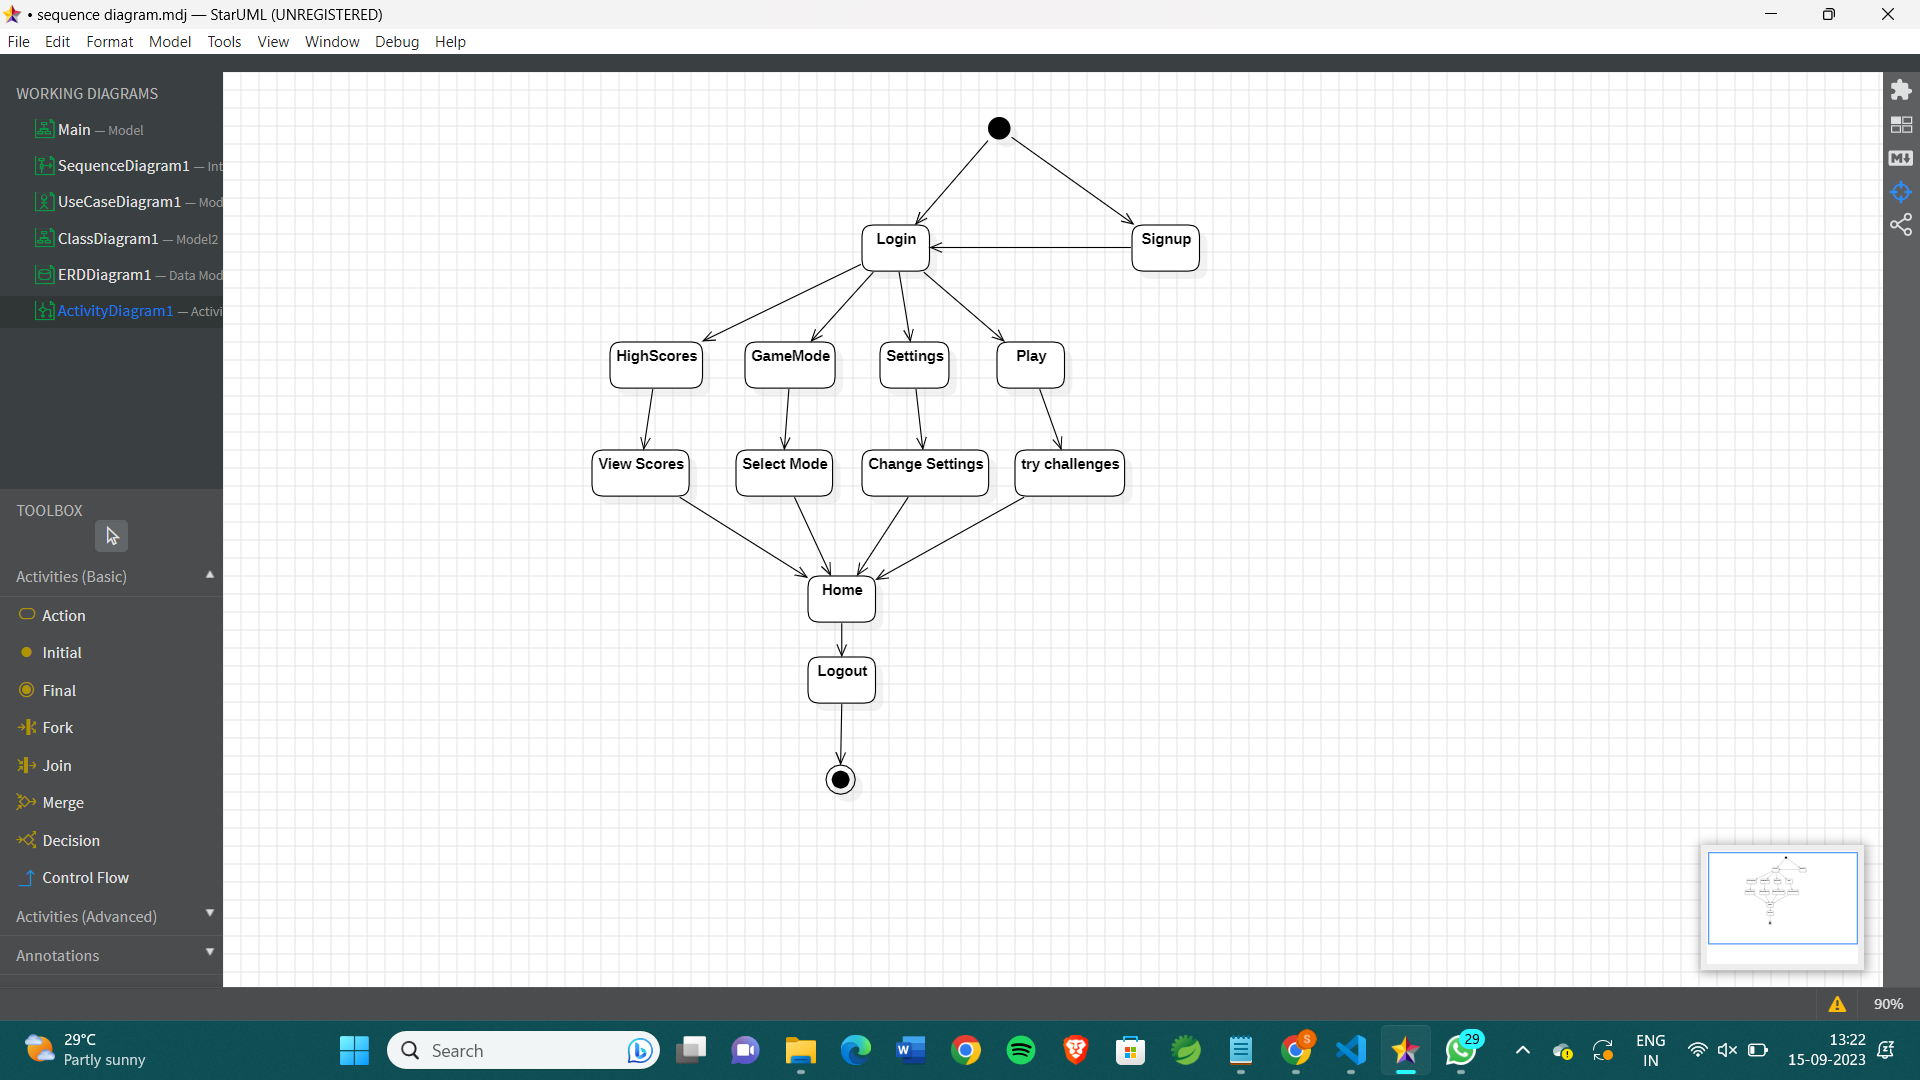 • sequence diagram.mdj — StarUML (UNREGISTERED)
File Edit Format Model Tools View Window Debug Help
WORKING DIAGRAMS
Main — Model
SequenceDiagram1 — Int
UseCaseDiagram1 — Mod
ClassDiagram1 — Model2
ERDDiagram1 — Data Mod
ActivityDiagram1 — Activi
TOOLBOX
Activities (Basic)
Action
Initial
Final
Fork
Join
Merge
Decision
Control Flow
Activities (Advanced)
Annotations
Login
Signup
HighScores
GameMode
Settings
Play
View Scores
Select Mode
Change Settings
try challenges
Home
Logout
M
90%
29°C
Partly sunny
Search
W
S
29
ENG
IN
13:22
15-09-2023